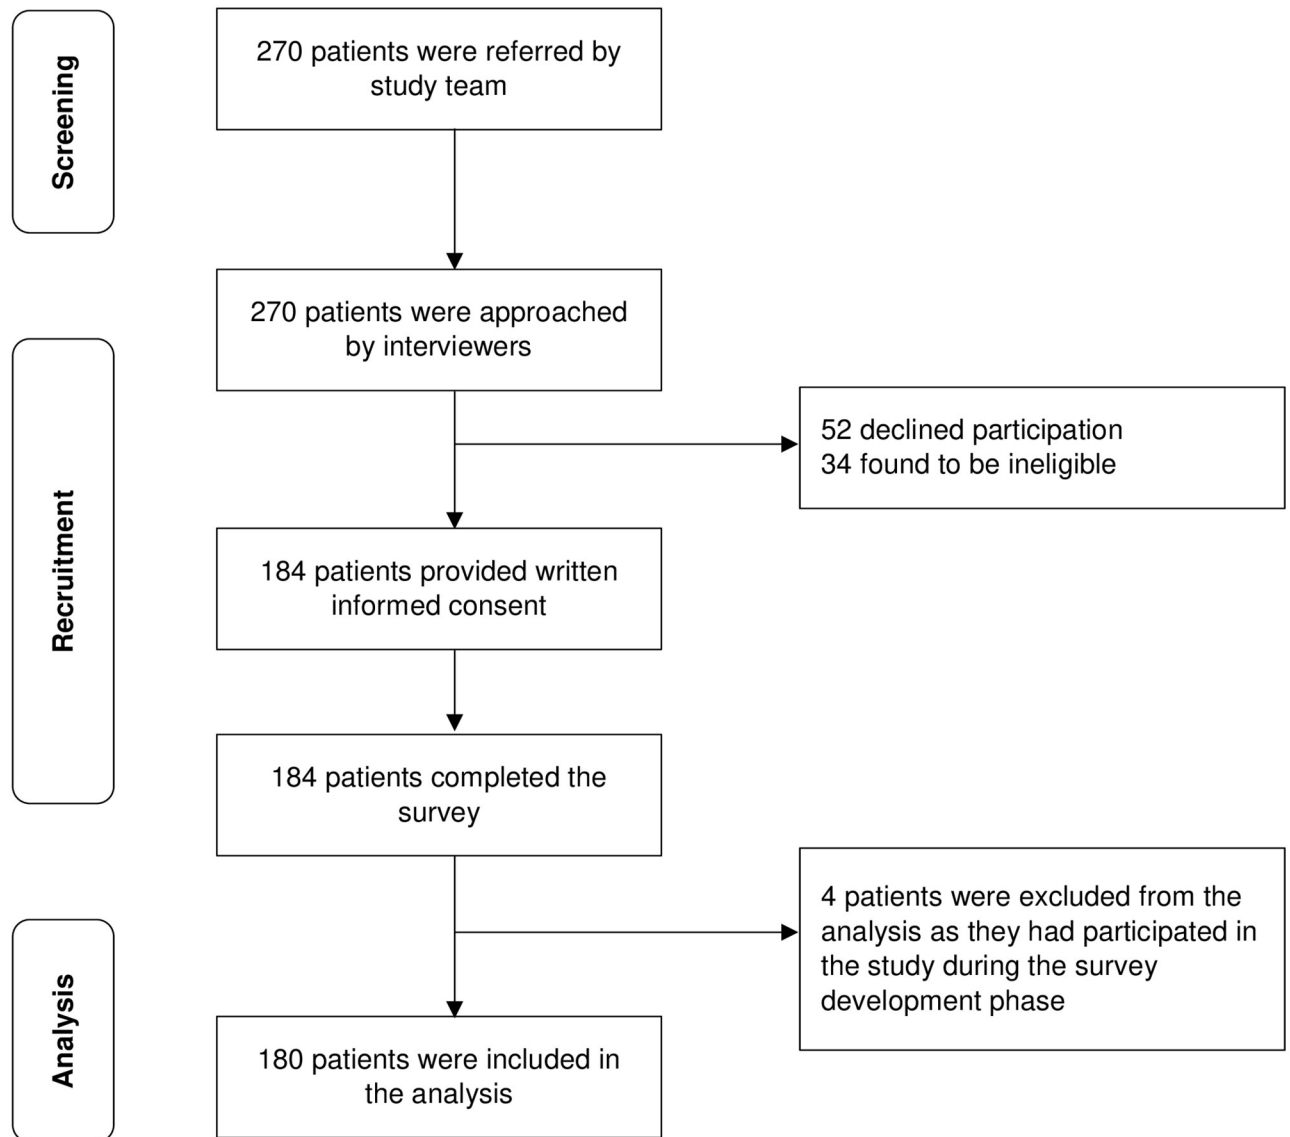 Screening
270 patients were referred by
study team
270 patients were approached
by interviewers
Recruitment
52 declined participation
34 found to be ineligible
184 patients provided written
informed consent
184 patients completed the
survey
4 patients were excluded from the
analysis as they had participated in
the study during the survey
development phase
Analysis
180 patients were included in
the analysis